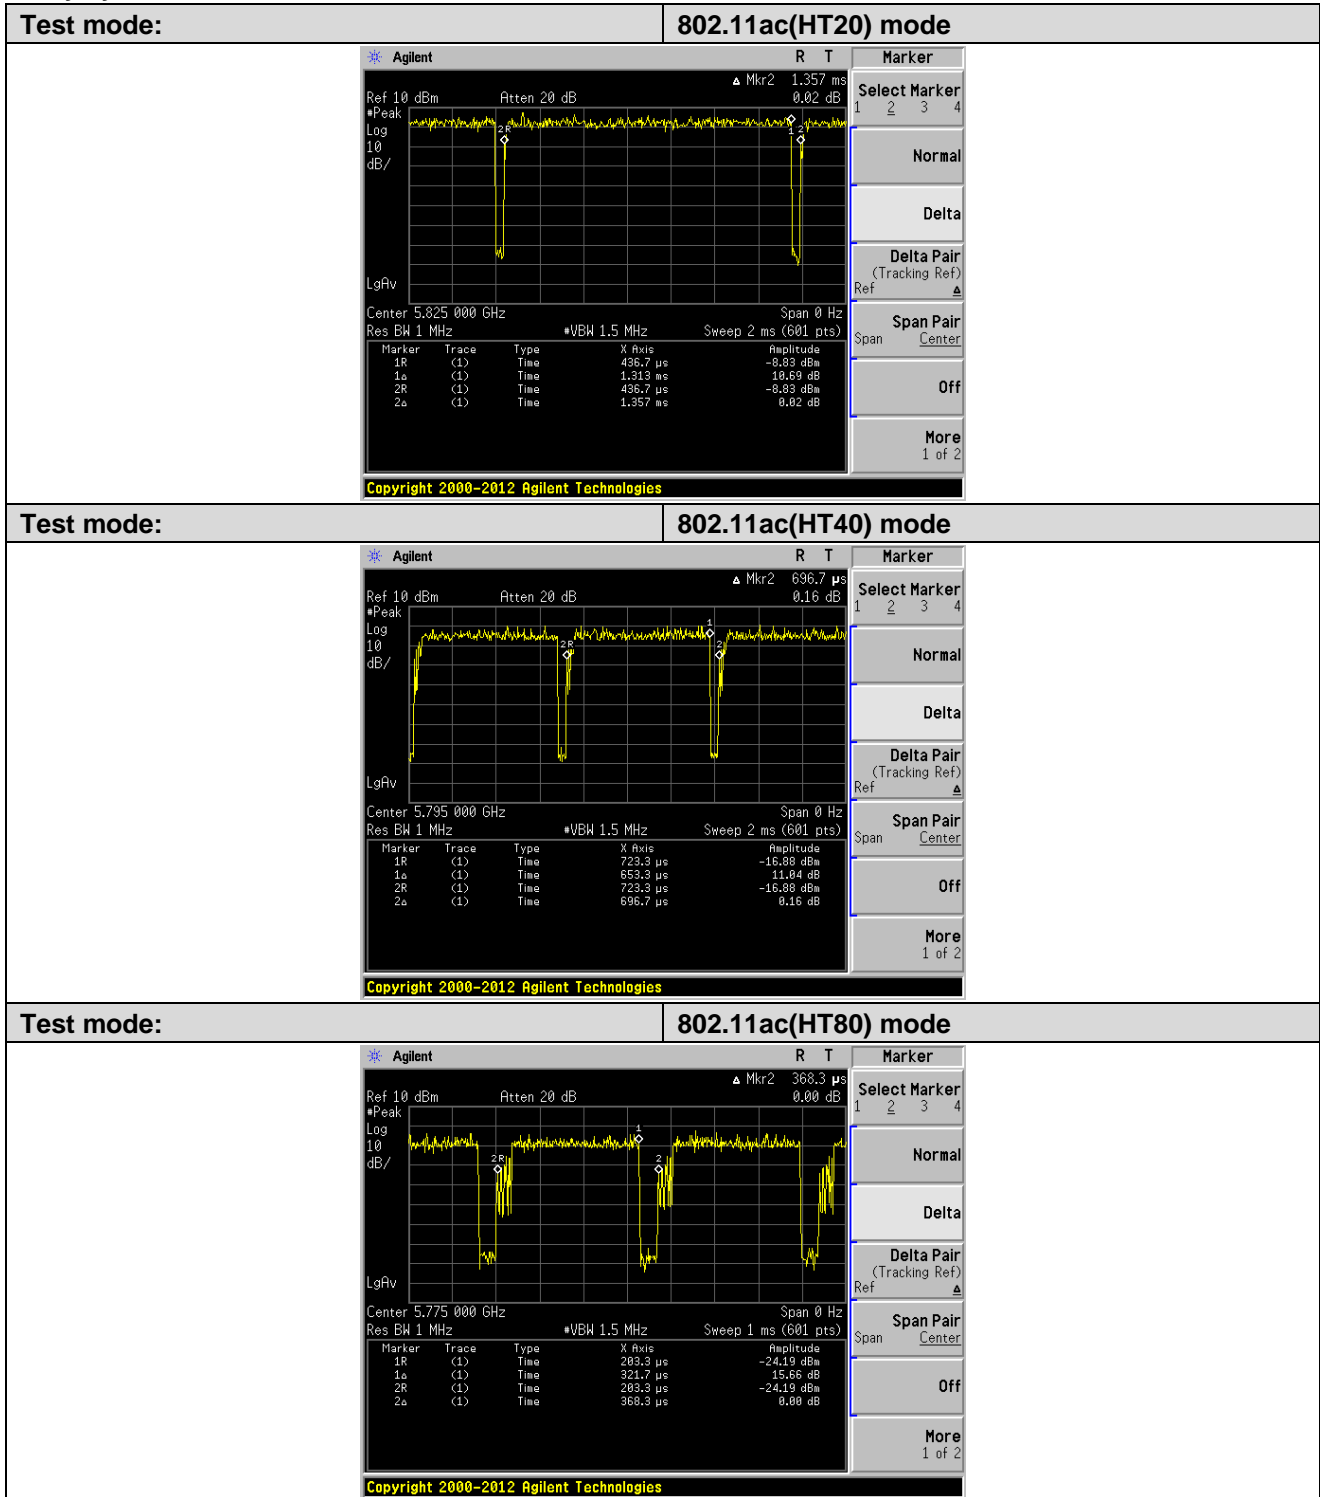 Test mode: 802.11ac(HT20) mode
Agilent R T Marker
▵ Mkr2 1.357 ms
Ref 10 dBm Atten 20 dB 0.02 dB
#Peak
Log
10
dB/
2R
1 2
LgAv
Center 5.825 000 GHz Span 0 Hz
Res BW 1 MHz #VBW 1.5 MHz Sweep 2 ms (601 pts)
Marker Trace Type X Axis Amplitude
1R (1) Time 436.7 µs -8.83 dBm
1▵ (1) Time 1.313 ms 10.69 dB
2R (1) Time 436.7 µs -8.83 dBm
2▵ (1) Time 1.357 ms 0.02 dB
Select Marker
1 2 3 4
Normal
Delta
Delta Pair
(Tracking Ref)
Ref ▵
Span Pair
Span Center
Off
More
1 of 2
Copyright 2000-2012 Agilent Technologies
Test mode: 802.11ac(HT40) mode
Agilent R T Marker
▵ Mkr2 696.7 µs
Ref 10 dBm Atten 20 dB 0.16 dB
#Peak
Log
10
dB/
1
2R
2
LgAv
Center 5.795 000 GHz Span 0 Hz
Res BW 1 MHz #VBW 1.5 MHz Sweep 2 ms (601 pts)
Marker Trace Type X Axis Amplitude
1R (1) Time 723.3 µs -16.88 dBm
1▵ (1) Time 653.3 µs 11.04 dB
2R (1) Time 723.3 µs -16.88 dBm
2▵ (1) Time 696.7 µs 0.16 dB
Select Marker
1 2 3 4
Normal
Delta
Delta Pair
(Tracking Ref)
Ref ▵
Span Pair
Span Center
Off
More
1 of 2
Copyright 2000-2012 Agilent Technologies
Test mode: 802.11ac(HT80) mode
Agilent R T Marker
▵ Mkr2 368.3 µs
Ref 10 dBm Atten 20 dB 0.00 dB
#Peak
Log
10
dB/
1
2R
2
LgAv
Center 5.775 000 GHz Span 0 Hz
Res BW 1 MHz #VBW 1.5 MHz Sweep 1 ms (601 pts)
Marker Trace Type X Axis Amplitude
1R (1) Time 203.3 µs -24.19 dBm
1▵ (1) Time 321.7 µs 15.66 dB
2R (1) Time 203.3 µs -24.19 dBm
2▵ (1) Time 368.3 µs 0.00 dB
Select Marker
1 2 3 4
Normal
Delta
Delta Pair
(Tracking Ref)
Ref ▵
Span Pair
Span Center
Off
More
1 of 2
Copyright 2000-2012 Agilent Technologies